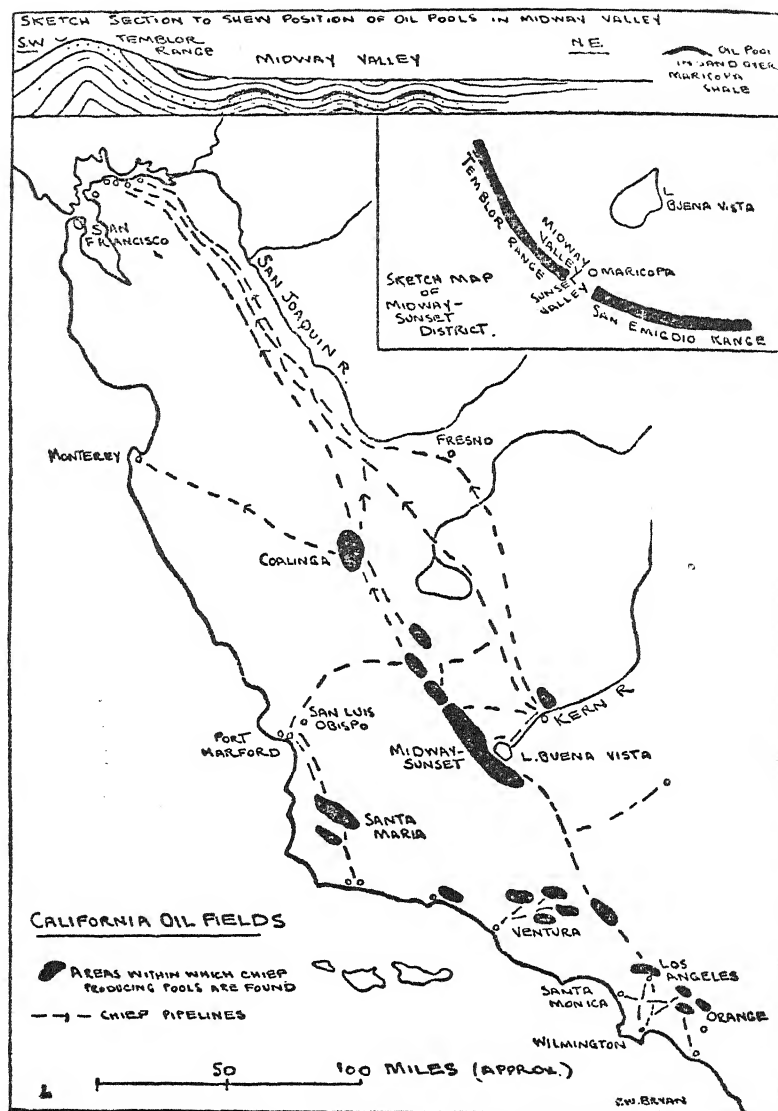 SKETCH SECTION TO SHEW POSITION OF OIL POOLS IN MIDWAY VALLEY
S.W
TEMBLOR
RANGE
MIDWAY VALLEY
N.E.
OIL POOL
IN SAND OVER
MARICOPA
SHALE
TEMBLOR RANGE
MIDWAY
VALLEY
SUNSET
VALLEY
L
BUENA VISTA
MARICOPA
SAN EMIGDIO RANGE
SKETCH MAP
OF
MIDWAY-
SUNSET
DISTRICT.
SAN
FRANCISCO
SAN JOAQUIN R.
MONTEREY
FRESNO
COALINGA
SAN LUIS
OBISPO
PORT
HARFORD
MIDWAY-
SUNSET
KERN R
L. BUENA VISTA
SANTA
MARIA
VENTURA
LOS
ANGELES
SANTA
MONICA
ORANGE
WILMINGTON
CALIFORNIA OIL FIELDS
AREAS WITHIN WHICH CHIEF
PRODUCING POOLS ARE FOUND
CHIEF PIPELINES
50 100 MILES (APPROX.)
P.W. BRYAN